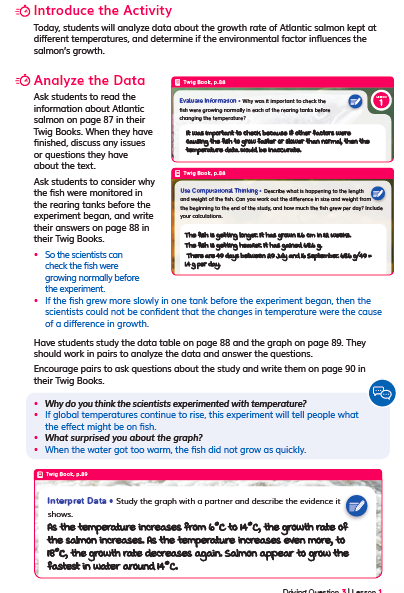 Introduce the Activity
Today, students will analyze data about the growth rate of Atlantic salmon kept at
different temperatures, and determine if the environmental factor influences the
salmon's growth.
Analyze the Data
Ask students to read the
information about Atlantic
salmon on page 87 in their
Twig Books. When they have
finished, discuss any issues
or questions they have
about the text.
Ask students to consider why
the fish were monitored in
the rearing tanks before the
experiment began, and write
their answers on page 88 in
their Twig Books.
• So the scientists can
check the fish were
growing normally before
the experiment.
Twig Book, p.88
Evaluate Information • Why was it important to check the
fish were growing normally in each of the rearing tanks before
changing the temperature?
1
It was important to check because if other factors were
causing the fish to grow faster or slower than normal, then the
temperature data would be inaccurate.
Twig Book, p.88
Use Computational Thinking • Describe what is happening to the length
and weight of the fish. Can you work out the difference in size and weight from
the beginning to the end of the study, and how much the fish grew per day? Include
your calculations.
The fish is getting longer. It has grown cm in weeks.
The fish is getting heavier. It has gained 686 g.
There are 49 days between 29 July and 16 September. 686 g/49 =
14 g per day.
• If the fish grew more slowly in one tank before the experiment began, then the
scientists could not be confident that the changes in temperature were the cause
of a difference in growth.
Have students study the data table on page 88 and the graph on page 89. They
should work in pairs to analyze the data and answer the questions.
Encourage pairs to ask questions about the study and write them on page 90 in
their Twig Books.
• Why do you think the scientists experimented with temperature?
• If global temperatures continue to rise, this experiment will tell people what
the effect might be on fish.
• What surprised you about the graph?
• When the water got too warm, the fish did not grow as quickly.
Twig Book, p.89
Interpret Data • Study the graph with a partner and describe the evidence it
shows.
As the temperature increases from 6°C to 14°C, the growth rate of
the salmon increases. As the temperature increases even more, to
18°C, the growth rate decreases again. Salmon appear to grow the
fastest in water around 14°C.
Driving Question 3 | Lesson 1